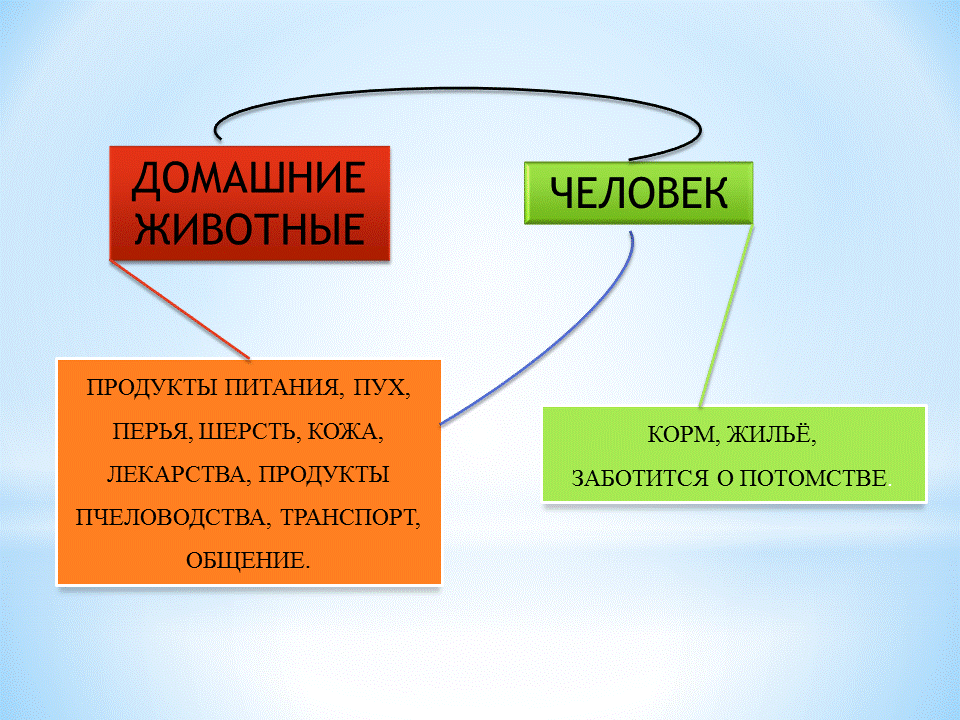 ДОМАШНИЕ
ЖИВОТНЫЕ
ЧЕЛОВЕК
ПРОДУКТЫ ПИТАНИЯ, ПУХ,
ПЕРЬЯ, ШЕРСТЬ, КОЖА,
ЛЕКАРСТВА, ПРОДУКТЫ
ПЧЕЛОВОДСТВА, ТРАНСПОРТ,
ОБЩЕНИЕ.
КОРМ, ЖИЛЬЁ,
ЗАБОТИТСЯ О ПОТОМСТВЕ.